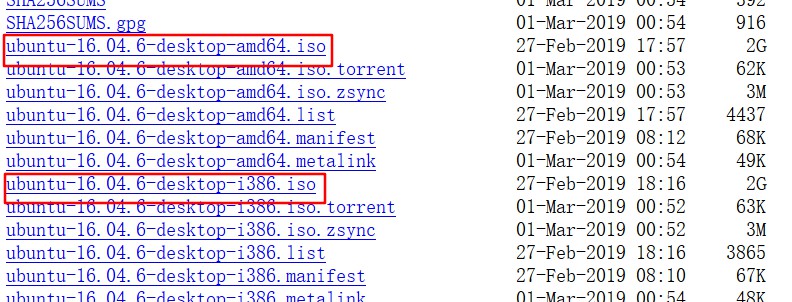 SHA256SUMS 01-Mar-2019 00:54 392
SHA256SUMS.gpg 01-Mar-2019 00:54 916
ubuntu-16.04.6-desktop-amd64.iso 27-Feb-2019 17:57 2G
ubuntu-16.04.6-desktop-amd64.iso.torrent 01-Mar-2019 00:53 62K
ubuntu-16.04.6-desktop-amd64.iso.zsync 01-Mar-2019 00:53 3M
ubuntu-16.04.6-desktop-amd64.list 27-Feb-2019 17:57 4437
ubuntu-16.04.6-desktop-amd64.manifest 27-Feb-2019 08:12 68K
ubuntu-16.04.6-desktop-amd64.metalink 01-Mar-2019 00:54 49K
ubuntu-16.04.6-desktop-i386.iso 27-Feb-2019 18:16 2G
ubuntu-16.04.6-desktop-i386.iso.torrent 01-Mar-2019 00:52 63K
ubuntu-16.04.6-desktop-i386.iso.zsync 01-Mar-2019 00:52 3M
ubuntu-16.04.6-desktop-i386.list 27-Feb-2019 18:16 3865
ubuntu-16.04.6-desktop-i386.manifest 27-Feb-2019 08:10 67K
ubuntu-16.04.6-desktop-i386.metalink 01-Mar-2019 00:54 48K